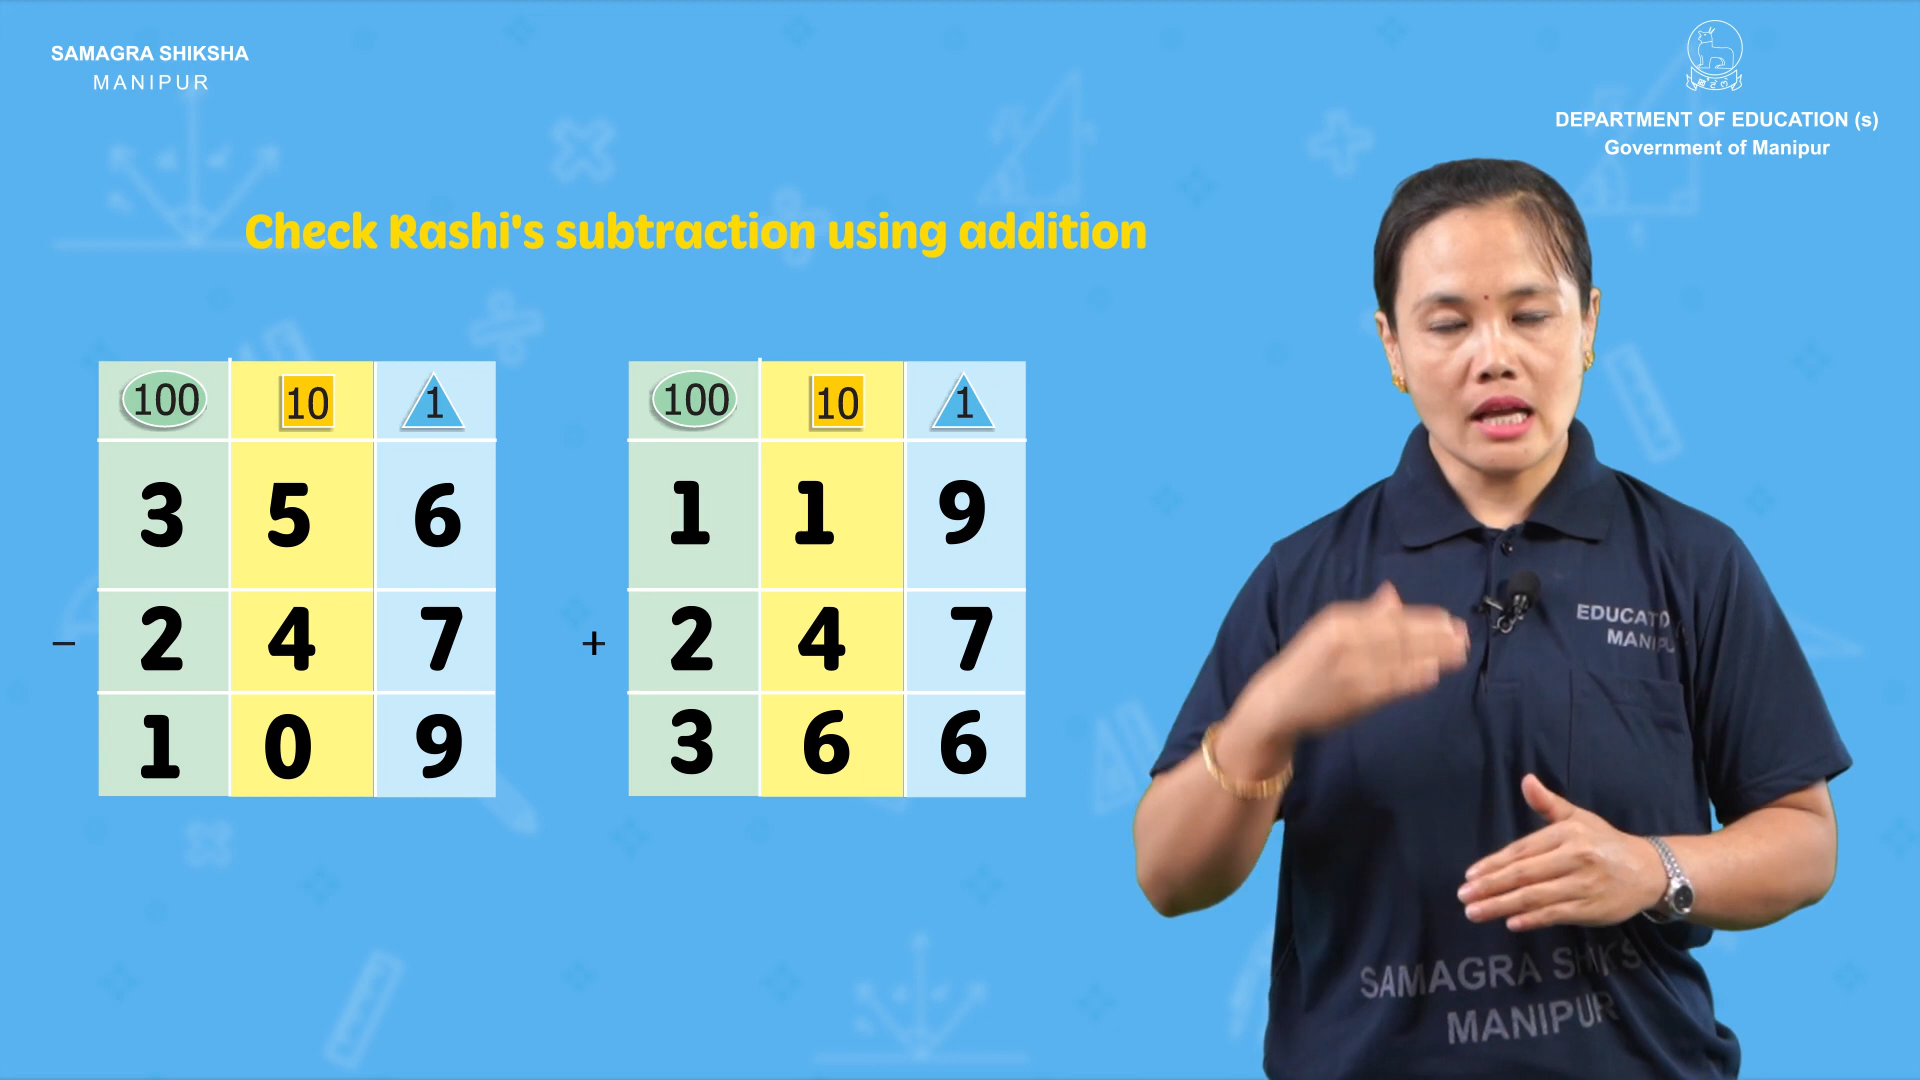 SAMAGRA SHIKSHA
MANIPUR
DEPARTMENT OF EDUCATION (s)
Government of Manipur
Check Rashi's subtraction using addition
100 10 1
3 5 6
− 2 4 7
1 0 9
100 10 1
1 1 9
+ 2 4 7
3 6 6
MANIPUR